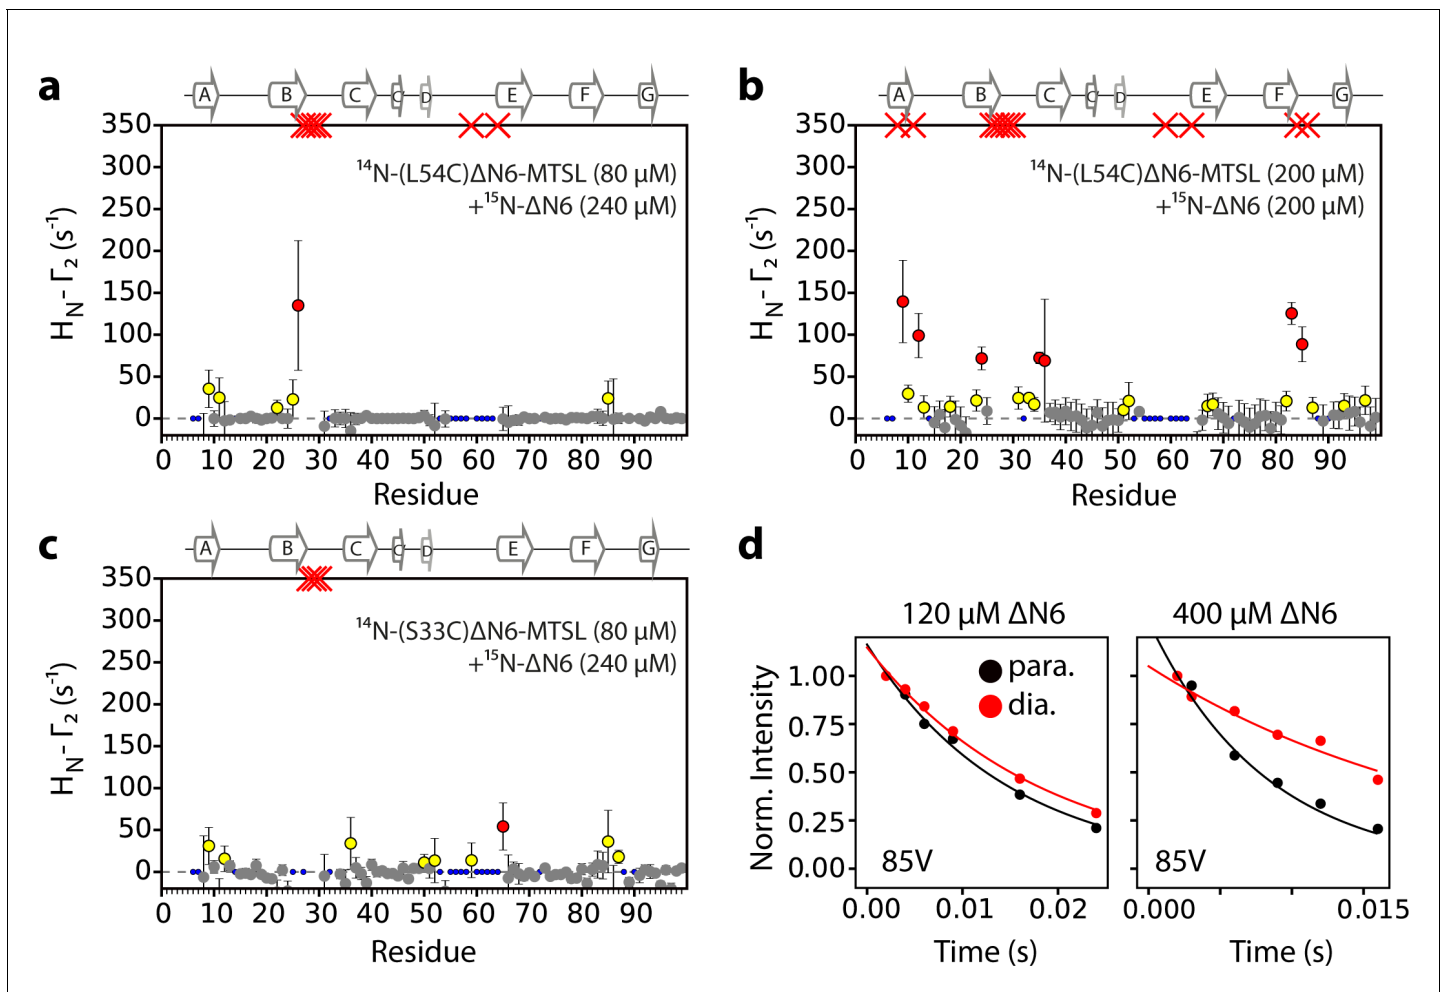 a
A B C C' D E F G
350
300
250
200
150
100
50
0
H_N- Γ₂ (s⁻¹)
¹⁴N-(L54C)ΔN6-MTSL (80 µM)
+¹⁵N-ΔN6 (240 µM)
0 10 20 30 40 50 60 70 80 90
Residue
b
A B C C' D E F G
350
300
250
200
150
100
50
0
H_N- Γ₂ (s⁻¹)
¹⁴N-(L54C)ΔN6-MTSL (200 µM)
+¹⁵N-ΔN6 (200 µM)
0 10 20 30 40 50 60 70 80 90
Residue
c
A B C C' D E F G
350
300
250
200
150
100
50
0
H_N- Γ₂ (s⁻¹)
¹⁴N-(S33C)ΔN6-MTSL (80 µM)
+¹⁵N-ΔN6 (240 µM)
0 10 20 30 40 50 60 70 80 90
Residue
d
120 µM ΔN6
400 µM ΔN6
Norm. Intensity
1.00
0.75
0.50
0.25
0.00
para.
dia.
85V
85V
0.00 0.01 0.02
0.000 0.015
Time (s)
Time (s)